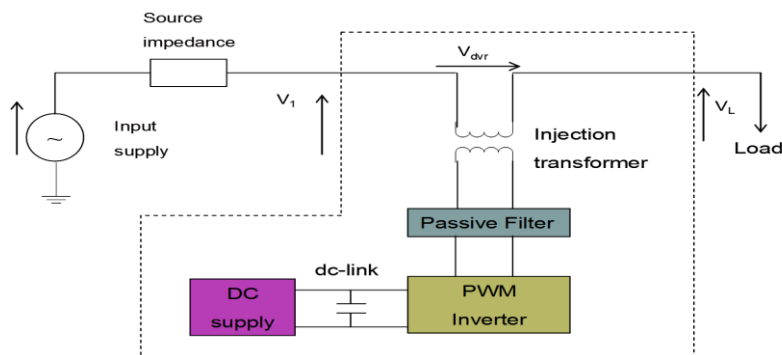 Source
impedance
V1
Vdvr
VL
Input
supply
~
Injection
transformer
Load
Passive Filter
dc-link
DC
supply
PWM
Inverter